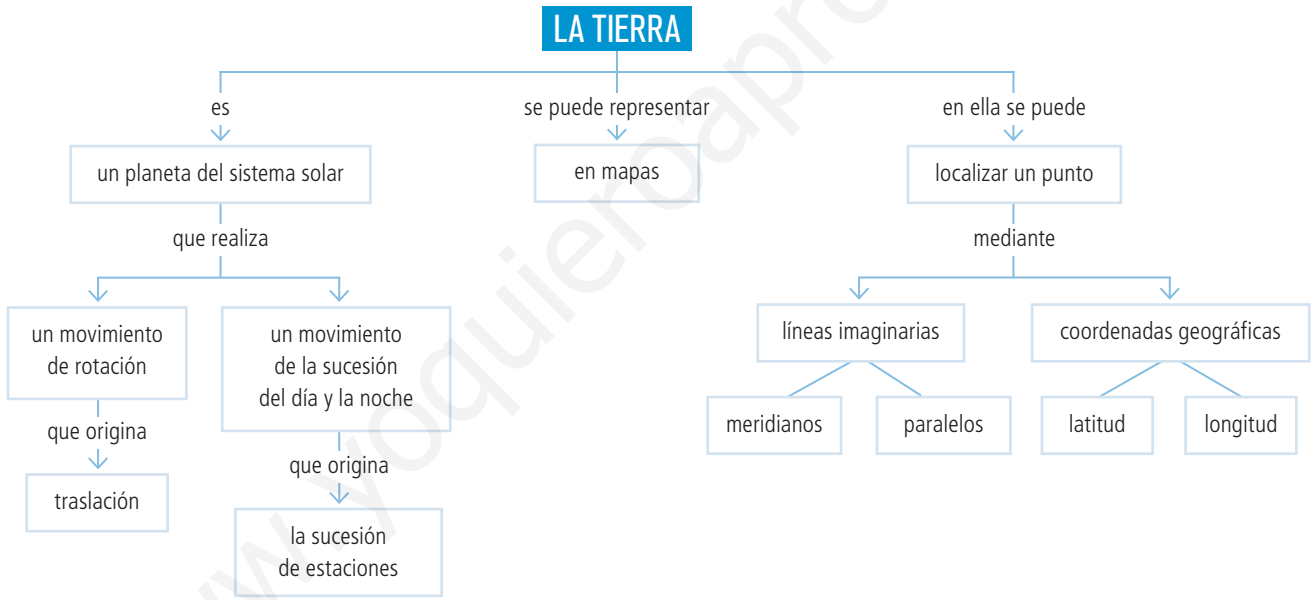 LA TIERRA
es
se puede representar
en ella se puede
un planeta del sistema solar
en mapas
localizar un punto
que realiza
mediante
un movimiento
de rotación
un movimiento
de la sucesión
del día y la noche
líneas imaginarias
coordenadas geográficas
que origina
meridianos
paralelos
latitud
longitud
que origina
traslación
la sucesión
de estaciones
www.yoquieroapro